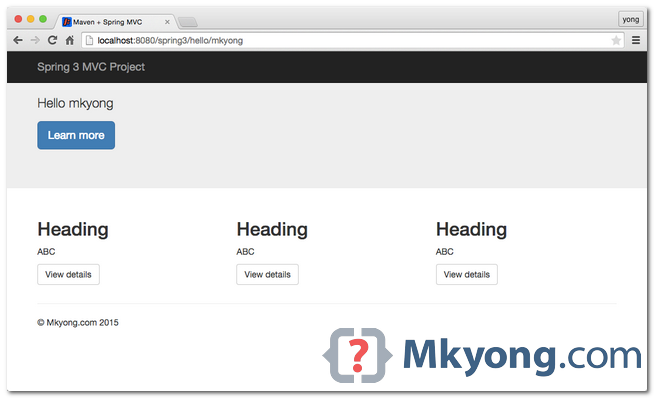 Maven + Spring MVC
yong
localhost:8080/spring3/hello/mkyong
Spring 3 MVC Project
Hello mkyong
Learn more
Heading Heading Heading
ABC ABC ABC
View details View details View details
© Mkyong.com 2015
{?} Mkyong.com